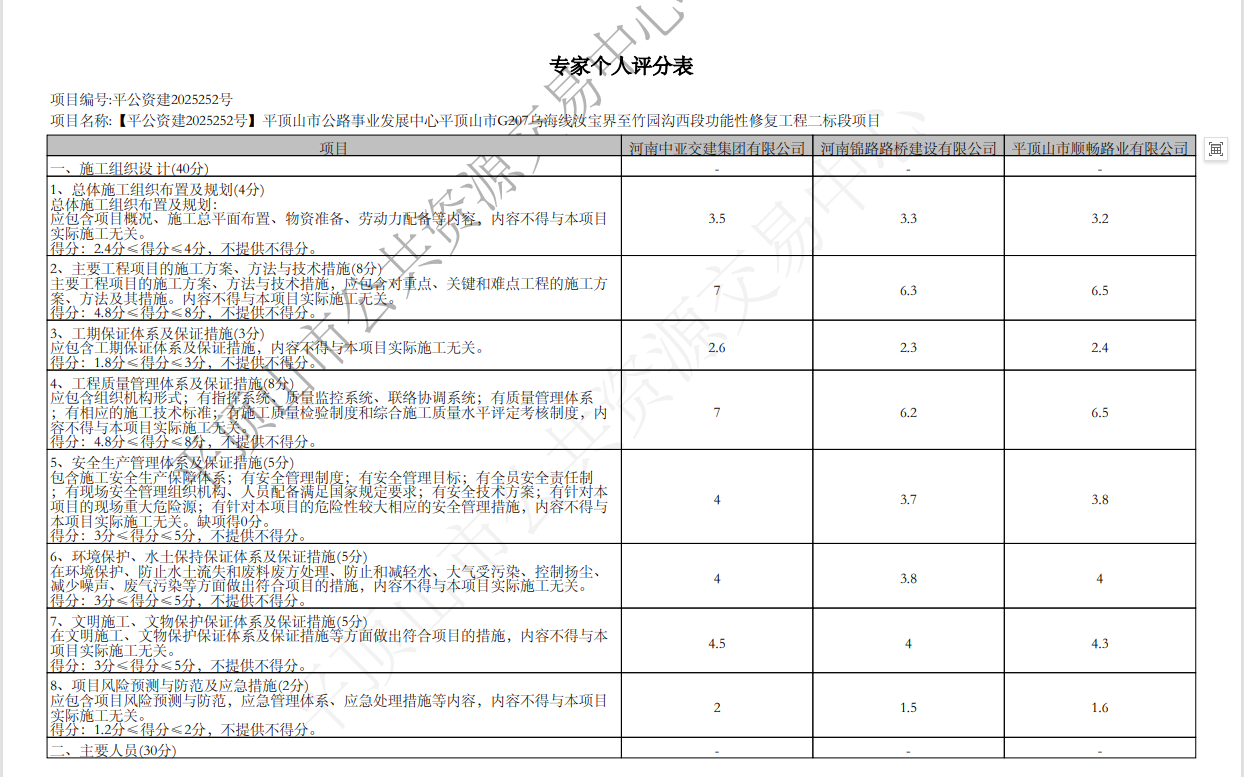 专家个人评分表
项目编号:平公资建2025252号
项目名称:【平公资建2025252号】平顶山市公路事业发展中心平顶山市G207乌海线汝宝界至竹园沟西段功能性修复工程二标段项目
项目 河南中亚交建集团有限公司 河南锦路路桥建设有限公司 平顶山市顺畅路业有限公司
一、施工组织设 计(40分) - - -
1、总体施工组织布置及规划(4分)
总体施工组织布置及规划:
应包含项目概况、施工总平面布置、物资准备、劳动力配备等内容，内容不得与本项目
实际施工无关。
得分：2.4分≤得分≤4分，不提供不得分。
3.5 3.3 3.2
2、主要工程项目的施工方案、方法与技术措施(8分)
主要工程项目的施工方案、方法与技术措施，应包含对重点、关键和难点工程的施工方
案、方法及其措施。内容不得与本项目实际施工无关。
得分：4.8分≤得分≤8分，不提供不得分。
7 6.3 6.5
3、工期保证体系及保证措施(3分)
应包含工期保证体系及保证措施，内容不得与本项目实际施工无关。
得分：1.8分≤得分≤3分，不提供不得分。
2.6 2.3 2.4
4、工程质量管理体系及保证措施(8分)
应包含组织机构形式；有指挥系统、质量监控系统、联络协调系统；有质量管理体系
；有相应的施工技术标准；有施工质量检验制度和综合施工质量水平评定考核制度，内
容不得与本项目实际施工无关。
得分：4.8分≤得分≤8分，不提供不得分。
7 6.2 6.5
5、安全生产管理体系及保证措施(5分)
包含施工安全生产保障体系；有安全管理制度；有安全管理目标；有全员安全责任制
；有现场安全管理组织机构、人员配备满足国家规定要求；有安全技术方案；有针对本
项目的现场重大危险源；有针对本项目的危险性较大相应的安全管理措施，内容不得与
本项目实际施工无关。缺项得0分。
得分：3分≤得分≤5分，不提供不得分。
4 3.7 3.8
6、环境保护、水土保持保证体系及保证措施(5分)
在环境保护、防止水土流失和废料废方处理、防止和减轻水、大气受污染、控制扬尘、
减少噪声、废气污染等方面做出符合项目的措施，内容不得与本项目实际施工无关。
得分：3分≤得分≤5分，不提供不得分。
4 3.8 4
7、文明施工、文物保护保证体系及保证措施(5分)
在文明施工、文物保护保证体系及保证措施等方面做出符合项目的措施，内容不得与本
项目实际施工无关。
得分：3分≤得分≤5分，不提供不得分。
4.5 4 4.3
8、项目风险预测与防范及应急措施(2分)
应包含项目风险预测与防范，应急管理体系、应急处理措施等内容，内容不得与本项目
实际施工无关。
得分：1.2分≤得分≤2分，不提供不得分。
2 1.5 1.6
二、主要人员(30分) - - -
平顶山市公共资源交易中心
平顶山市公共资源交易中心